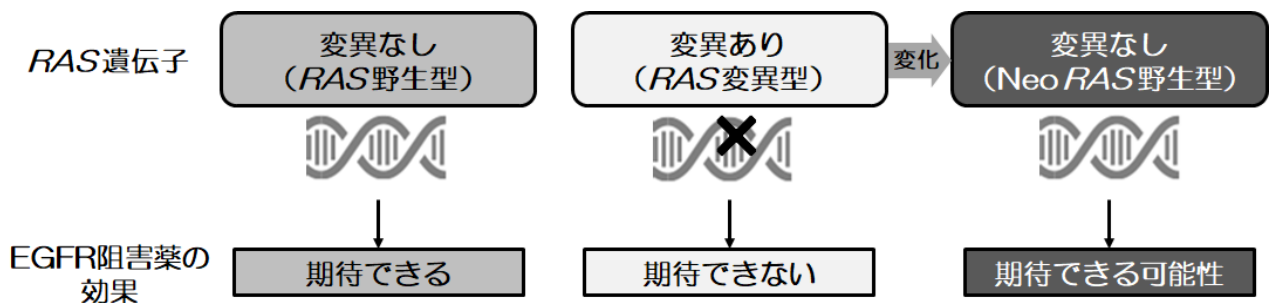 RAS遺伝子
変異なし
（RAS野生型）
変異あり
（RAS変異型）
変化
変異なし
（Neo RAS野生型）
EGFR阻害薬の
効果
期待できる
期待できない
期待できる可能性